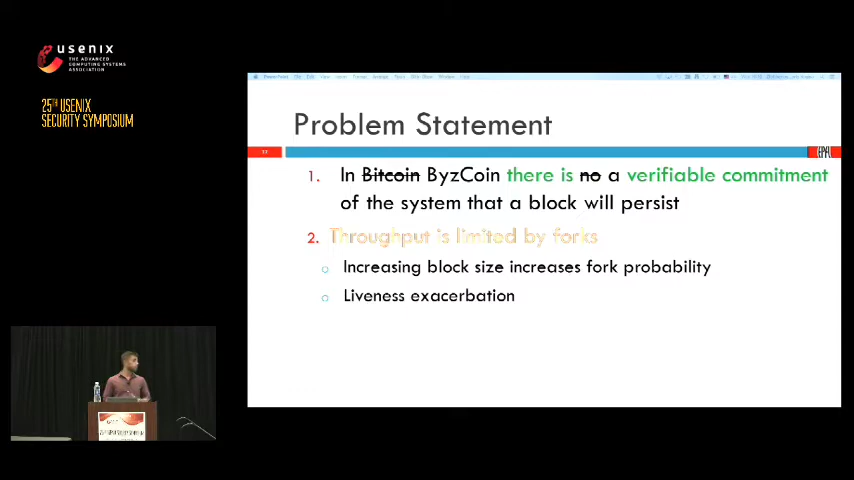 usenix
THE ADVANCED
COMPUTING SYSTEMS
ASSOCIATION
25TH USENIX
SECURITY SYMPOSIUM
Problem Statement
EPFL
1. In Bitcoin ByzCoin there is no a verifiable commitment
of the system that a block will persist
2. Throughput is limited by forks
Increasing block size increases fork probability
Liveness exacerbation